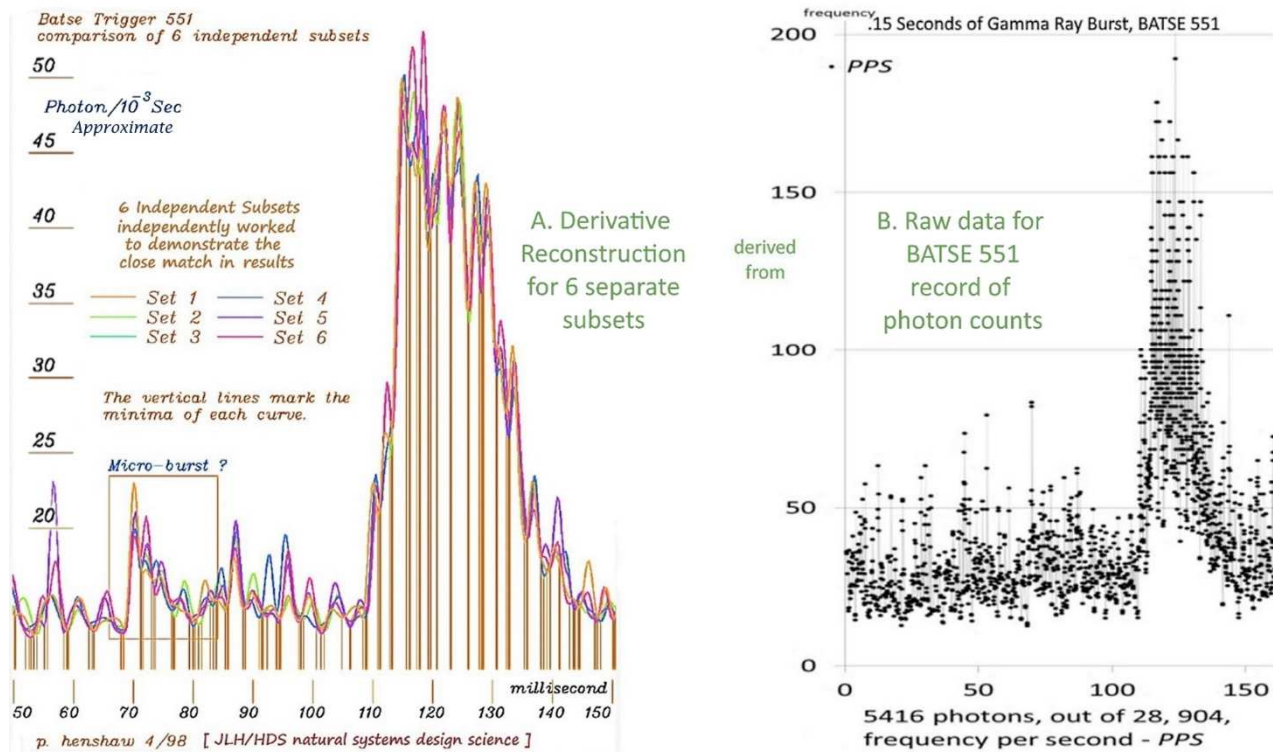 Batse Trigger 551
comparison of 6 independent subsets
50
Photon/10⁻³Sec
Approximate
45
6 Independent Subsets
independently worked
to demonstrate the
close match in results
40
35
Set 1
Set 2
Set 3
Set 4
Set 5
Set 6
30
The vertical lines mark the
minima of each curve.
25
Micro-burst ?
20
millisecond
50 60 70 80 90 100 110 120 130 140 150
p. henshaw 4/98 [ JLH/HDS natural systems design science ]
A. Derivative
Reconstruction
for 6 separate
subsets
derived
from
frequency
.15 Seconds of Gamma Ray Burst, BATSE 551
200
PPS
150
B. Raw data for
BATSE 551
record of
photon counts
100
50
0
0 50 100 150
5416 photons, out of 28, 904,
frequency per second - PPS